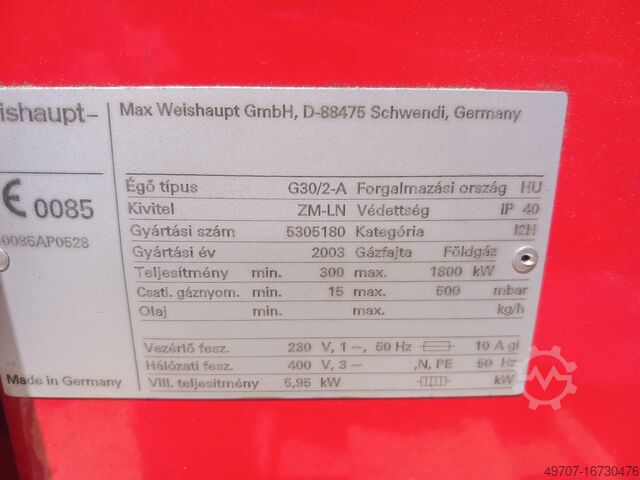 ishaupt–
Max Weishaupt GmbH, D-88475 Schwendi, Germany
CE 0085
0085AP0528
Made in Germany
Égő típus G30/2-A Forgalmazási ország HU
Kivitel ZM-LN Védettség IP 40
Gyártási szám 5305180 Kategória I2H
Gyártási év 2003 Gázfajta Földgáz
Teljesítmény min. 300 max. 1800 kW
Csatl. gáznyom. min. 15 max. 500 mbar
Olaj min. max. kg/h
Vezérlő fesz. 230 V, 1 ~, 50 Hz 10 A gl
Hálózati fesz. 400 V, 3 ~ ,N, PE 50 Hz
Vill. teljesítmény 5,95 kW kW
49707-16730476